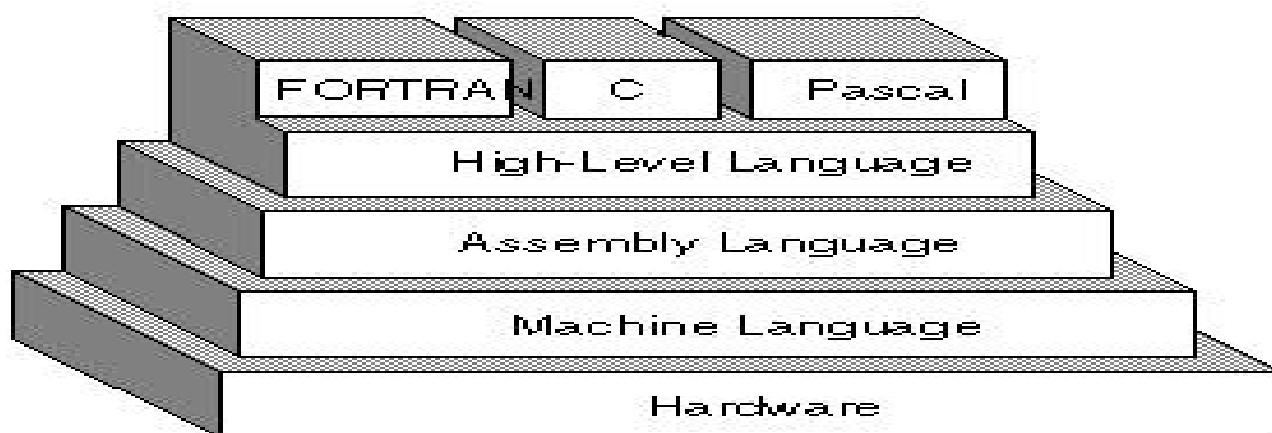 FORTRAN C Pascal
High-Level Language
Assembly Language
Machine Language
Hardware